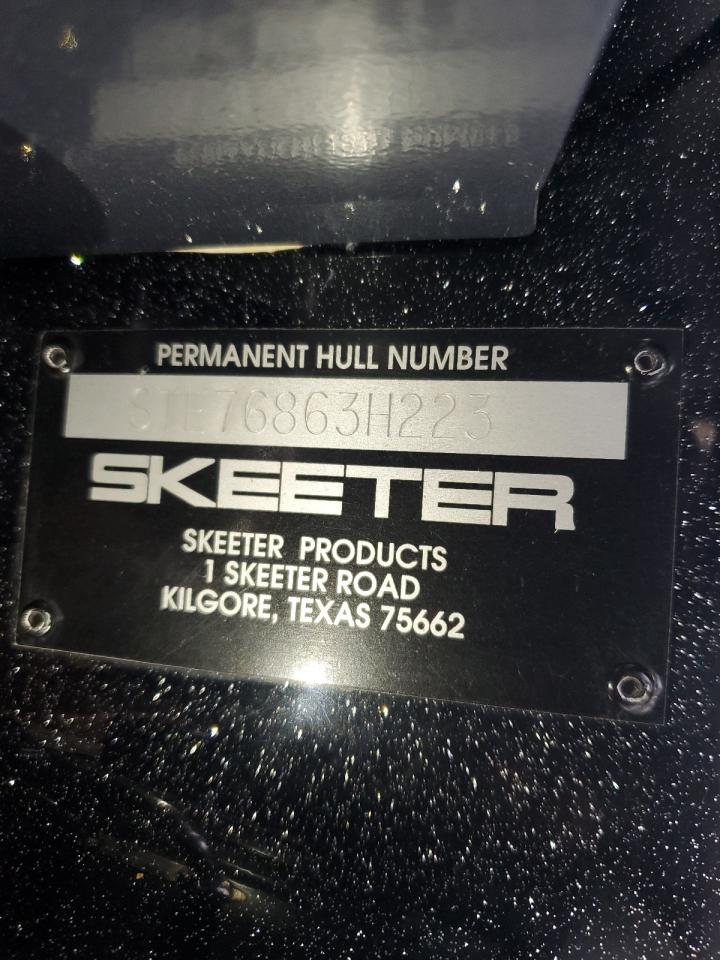 PERMANENT HULL NUMBER
STE76863H223
SKEETER
SKEETER PRODUCTS
1 SKEETER ROAD
KILGORE, TEXAS 75662